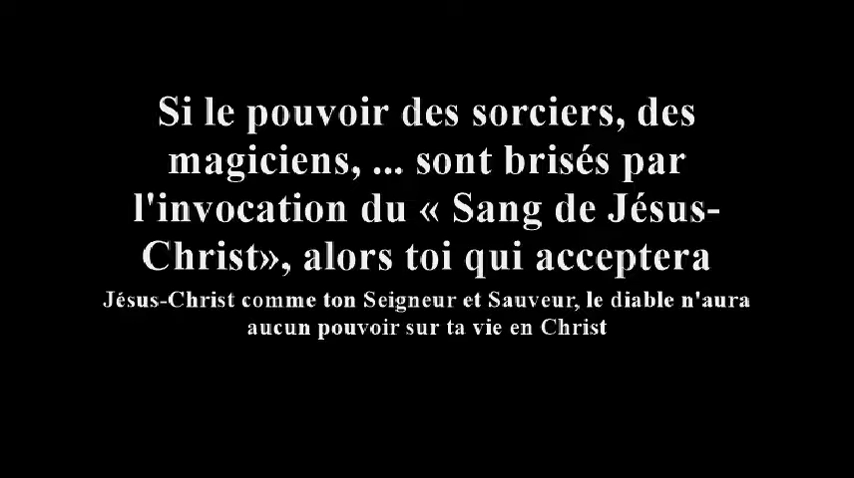 Si le pouvoir des sorciers, des
magiciens, ... sont brisés par
l'invocation du « Sang de Jésus-
Christ», alors toi qui acceptera
Jésus-Christ comme ton Seigneur et Sauveur, le diable n'aura
aucun pouvoir sur ta vie en Christ